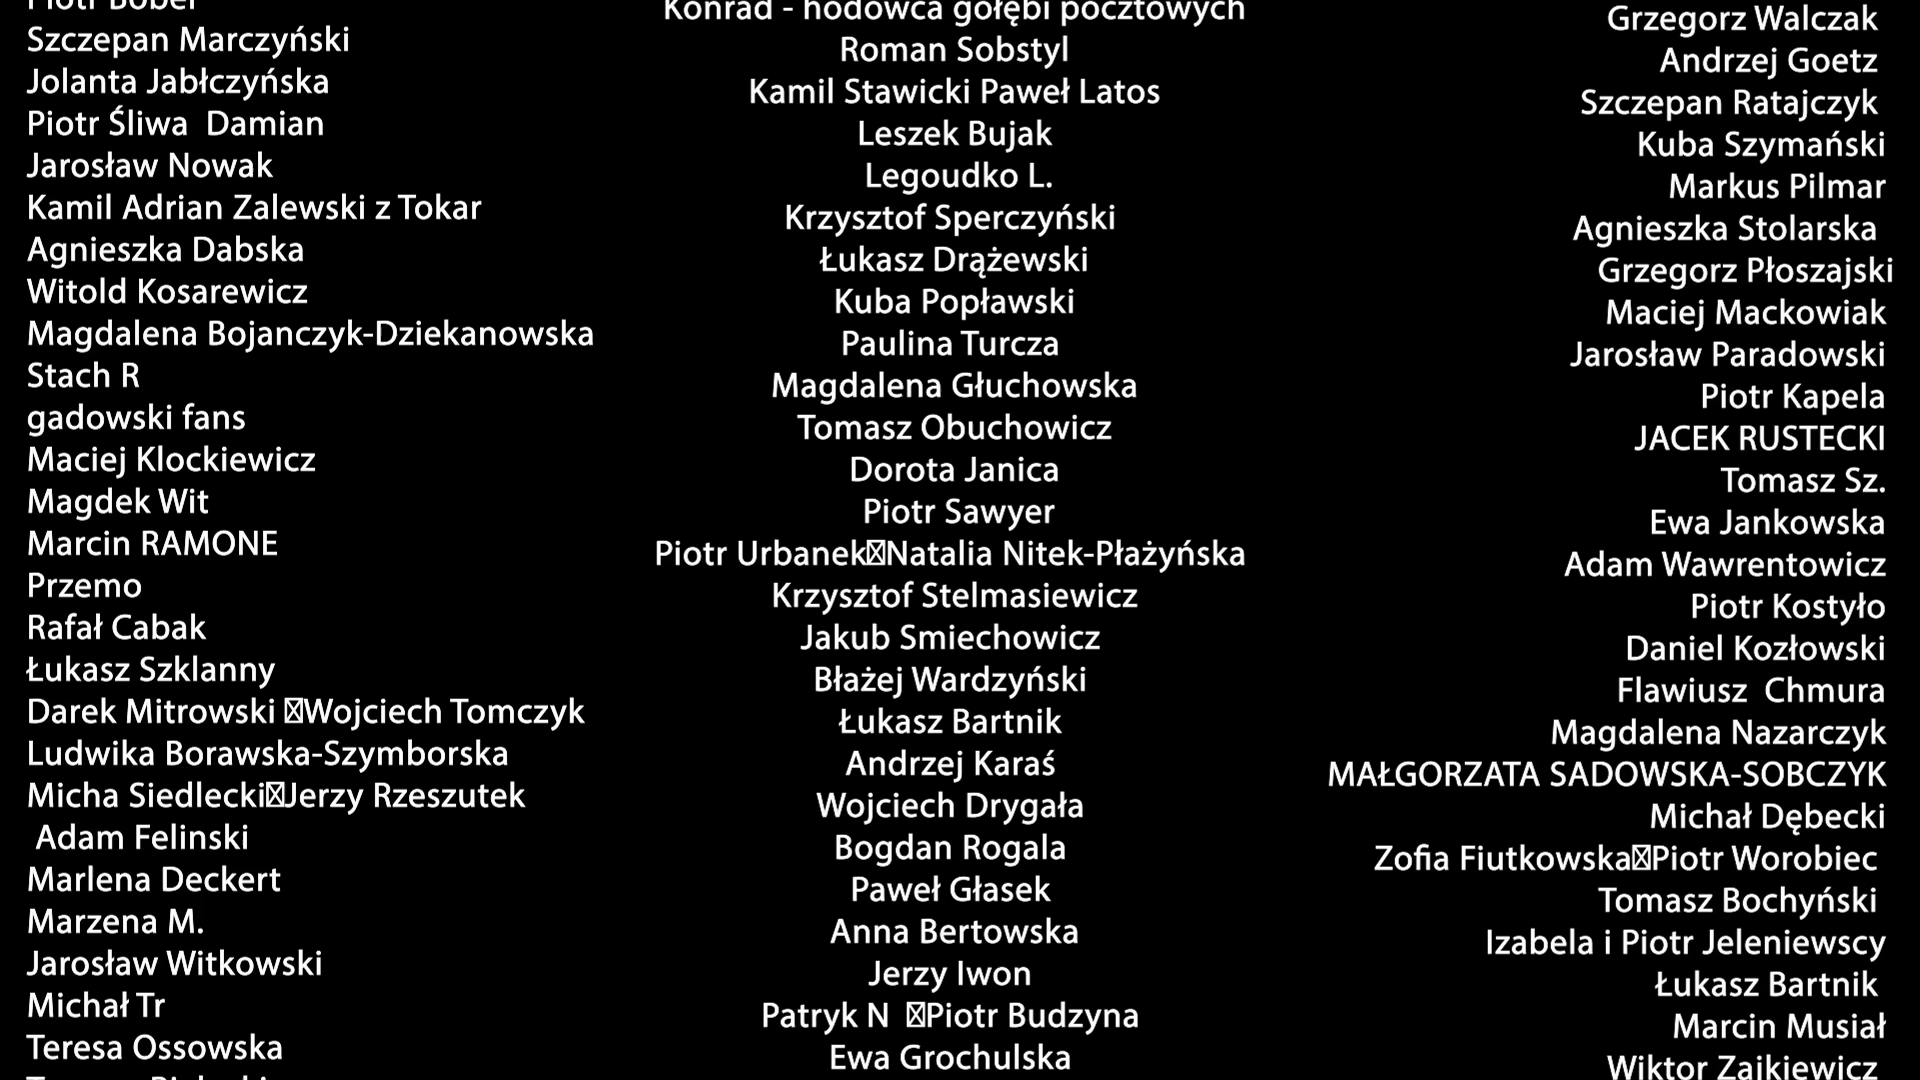 Piotr Bober
Szczepan Marczyński
Jolanta Jabłczyńska
Piotr Śliwa  Damian
Jarosław Nowak
Kamil Adrian Zalewski z Tokar
Agnieszka Dabska
Witold Kosarewicz
Magdalena Bojanczyk-Dziekanowska
Stach R
gadowski fans
Maciej Klockiewicz
Magdek Wit
Marcin RAMONE
Przemo
Rafał Cabak
Łukasz Szklanny
Darek Mitrowski Wojciech Tomczyk
Ludwika Borawska-Szymborska
Micha Siedlecki Jerzy Rzeszutek
Adam Felinski
Marlena Deckert
Marzena M.
Jarosław Witkowski
Michał Tr
Teresa Ossowska
Konrad - hodowca gołębi pocztowych
Roman Sobstyl
Kamil Stawicki Paweł Latos
Leszek Bujak
Legoudko L.
Krzysztof Sperczyński
Łukasz Drążewski
Kuba Popławski
Paulina Turcza
Magdalena Głuchowska
Tomasz Obuchowicz
Dorota Janica
Piotr Sawyer
Piotr Urbanek Natalia Nitek-Płażyńska
Krzysztof Stelmasiewicz
Jakub Smiechowicz
Błażej Wardzyński
Łukasz Bartnik
Andrzej Karaś
Wojciech Drygała
Bogdan Rogala
Paweł Głasek
Anna Bertowska
Jerzy Iwon
Patryk N  Piotr Budzyna
Ewa Grochulska
Grzegorz Walczak
Andrzej Goetz
Szczepan Ratajczyk
Kuba Szymański
Markus Pilmar
Agnieszka Stolarska
Grzegorz Płoszajski
Maciej Mackowiak
Jarosław Paradowski
Piotr Kapela
JACEK RUSTECKI
Tomasz Sz.
Ewa Jankowska
Adam Wawrentowicz
Piotr Kostyło
Daniel Kozłowski
Flawiusz  Chmura
Magdalena Nazarczyk
MAŁGORZATA SADOWSKA-SOBCZYK
Michał Dębecki
Zofia Fiutkowska Piotr Worobiec
Tomasz Bochyński
Izabela i Piotr Jeleniewscy
Łukasz Bartnik
Marcin Musiał
Wiktor Zajkiewicz